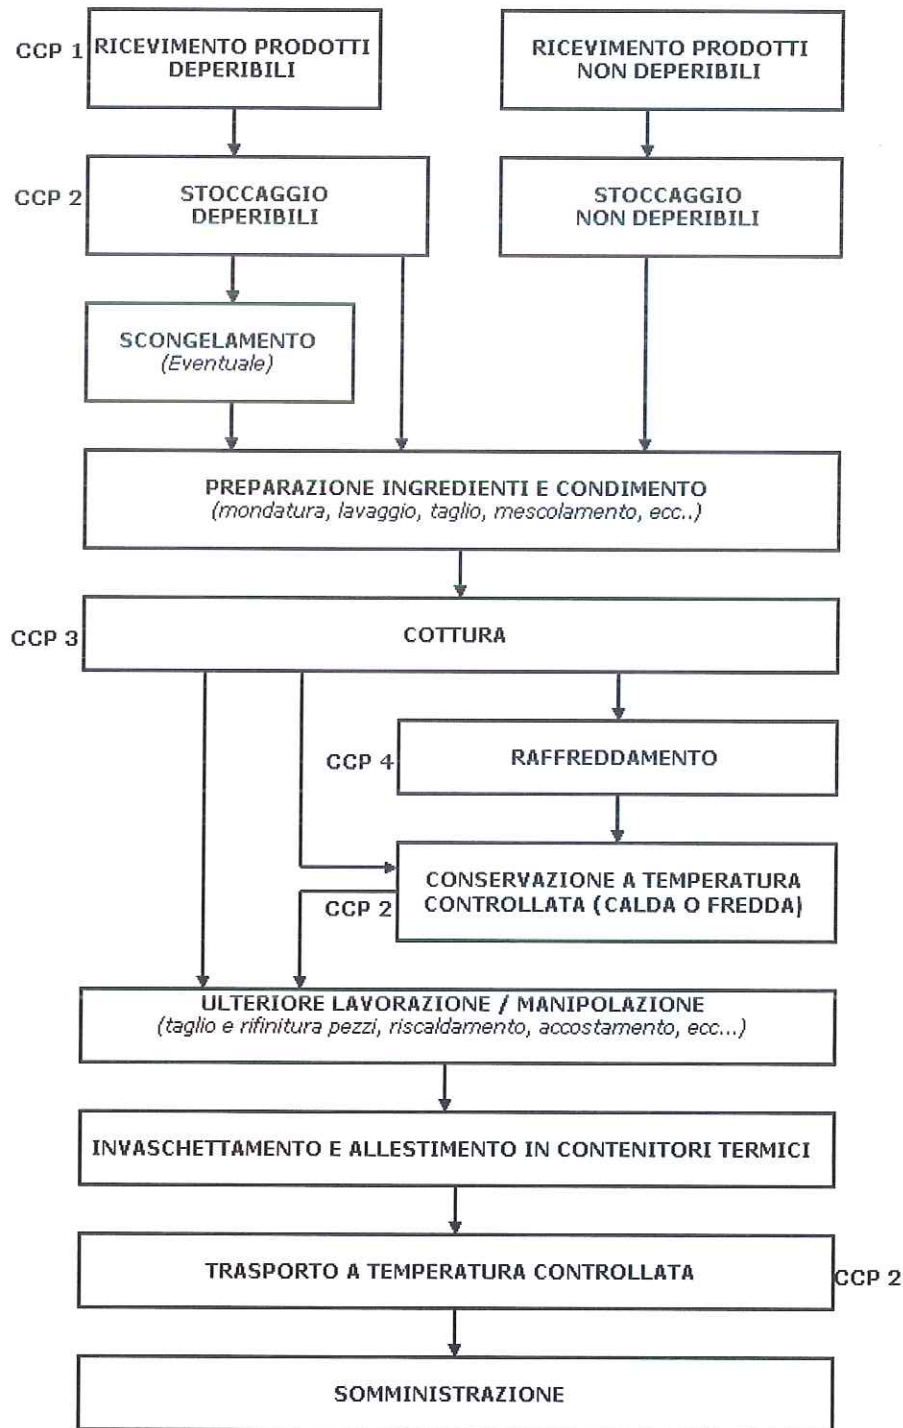 CCP 1
RICEVIMENTO PRODOTTI
DEPERIBILI
RICEVIMENTO PRODOTTI
NON DEPERIBILI
CCP 2
STOCCAGGIO
DEPERIBILI
STOCCAGGIO
NON DEPERIBILI
SCONGELAMENTO
(Eventuale)
PREPARAZIONE INGREDIENTI E CONDIMENTO
(mondatura, lavaggio, taglio, mescolamento, ecc..)
CCP 3
COTTURA
CCP 4
RAFFREDDAMENTO
CONSERVAZIONE A TEMPERATURA
CONTROLLATA (CALDA O FREDDA)
CCP 2
ULTERIORE LAVORAZIONE / MANIPOLAZIONE
(taglio e rifinitura pezzi, riscaldamento, accostamento, ecc...)
INVASCHETTAMENTO E ALLESTIMENTO IN CONTENITORI TERMICI
TRASPORTO A TEMPERATURA CONTROLLATA
CCP 2
SOMMINISTRAZIONE